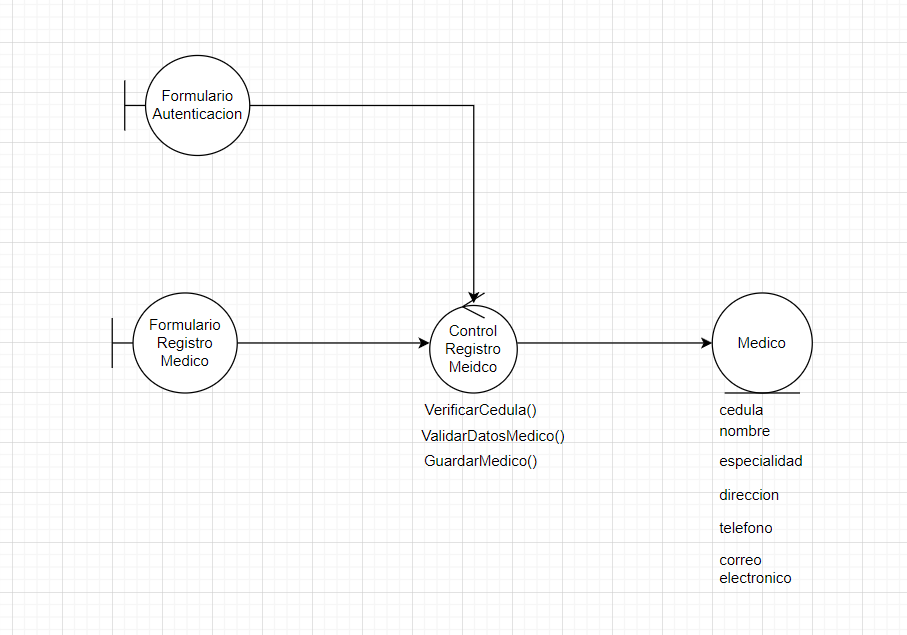 Formulario
Autenticacion
Formulario
Registro
Medico
Control
Registro
Meidco
VerificarCedula()
ValidarDatosMedico()
GuardarMedico()
Medico
cedula
nombre
especialidad
direccion
telefono
correo
electronico